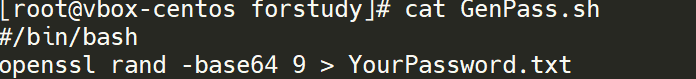 [root@vbox-centos forstudy]# cat GenPass.sh
#/bin/bash
openssl rand -base64 9 > YourPassword.txt